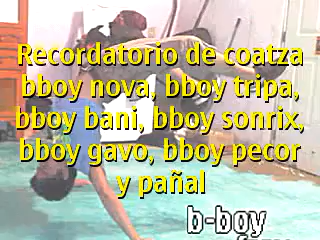 Recordatorio de coatza
bboy nova, bboy tripa,
bboy bani, bboy sonrix,
bboy gavo, bboy pecor
y pañal
b-boy